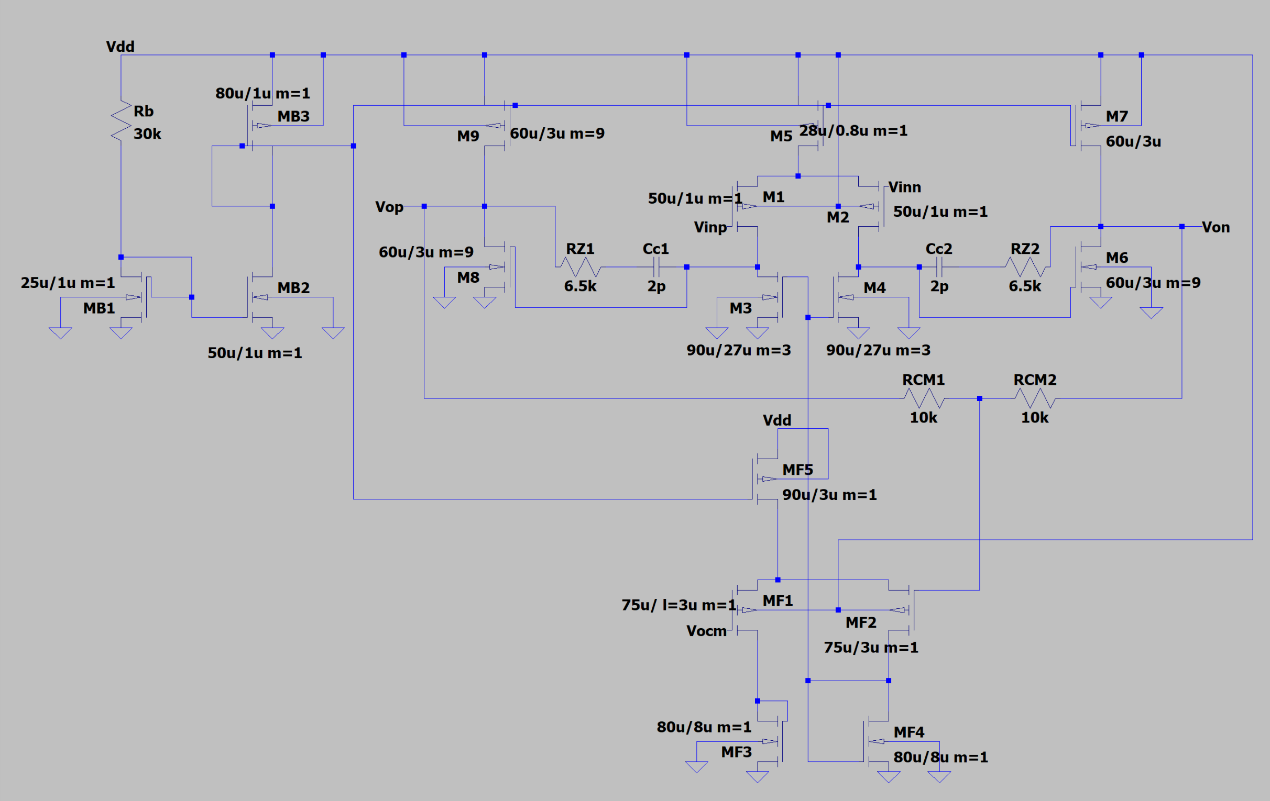 Vdd
Rb
30k
80u/1u m=1
MB3
M9
60u/3u m=9
M5
28u/0.8u m=1
M7
60u/3u
50u/1u m=1
M1
Vinp
M2
Vinn
50u/1u m=1
Vop
Von
60u/3u m=9
M8
RZ1
6.5k
Cc1
2p
Cc2
2p
RZ2
6.5k
M6
60u/3u m=9
25u/1u m=1
MB1
MB2
50u/1u m=1
M3
90u/27u m=3
M4
90u/27u m=3
RCM1
10k
RCM2
10k
Vdd
MF5
90u/3u m=1
75u/ l=3u m=1
MF1
Vocm
MF2
75u/3u m=1
80u/8u m=1
MF3
MF4
80u/8u m=1